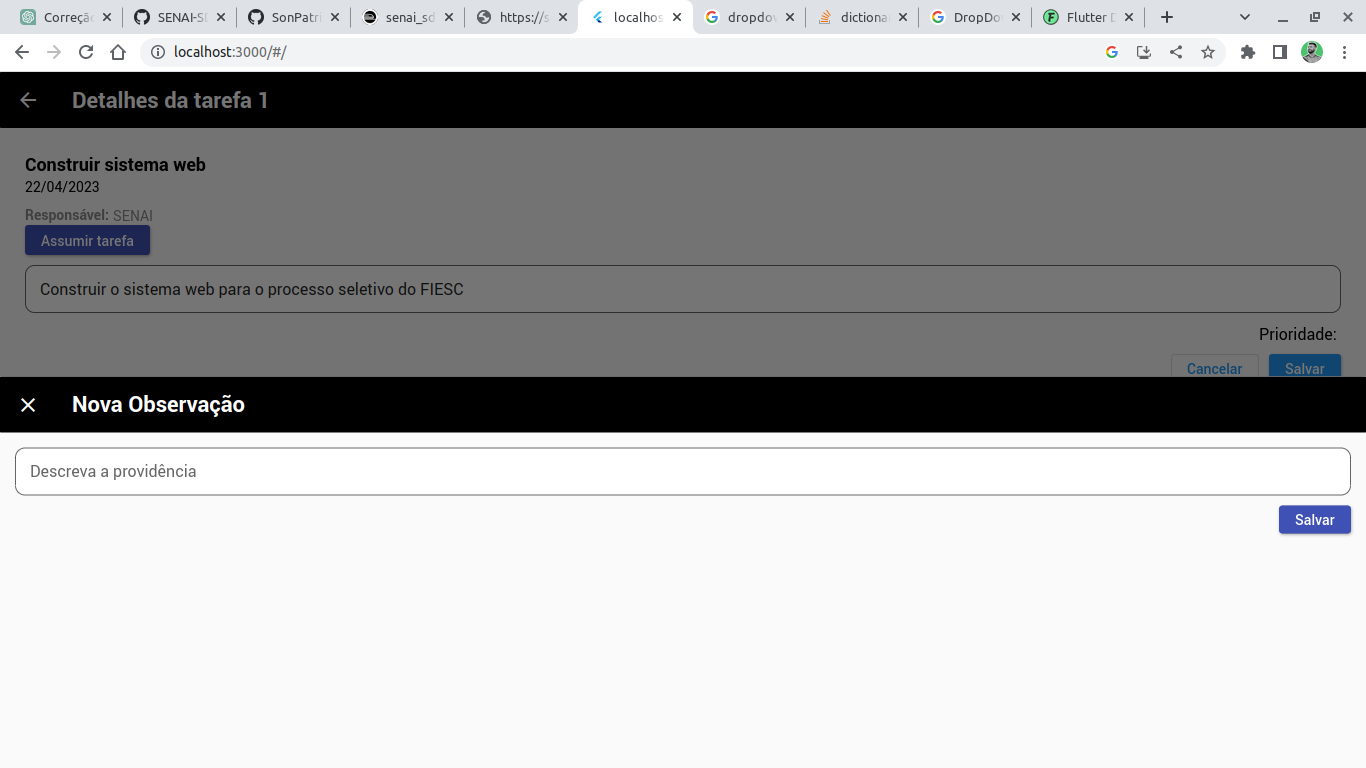 Correção
SENAI-S
SonPatri
senai_sd
https://s
localhos
dropdov
dictiona
DropDo
Flutter D
localhost:3000/#/
Detalhes da tarefa 1
Construir sistema web
22/04/2023
Responsável: SENAI
Assumir tarefa
Construir o sistema web para o processo seletivo do FIESC
Prioridade:
Cancelar Salvar
Nova Observação
Descreva a providência
Salvar